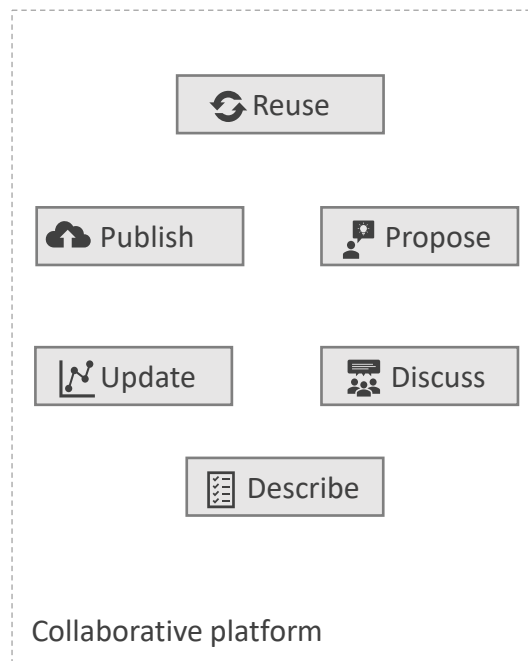 Reuse
Publish
Propose
Update
Discuss
Describe
Collaborative platform